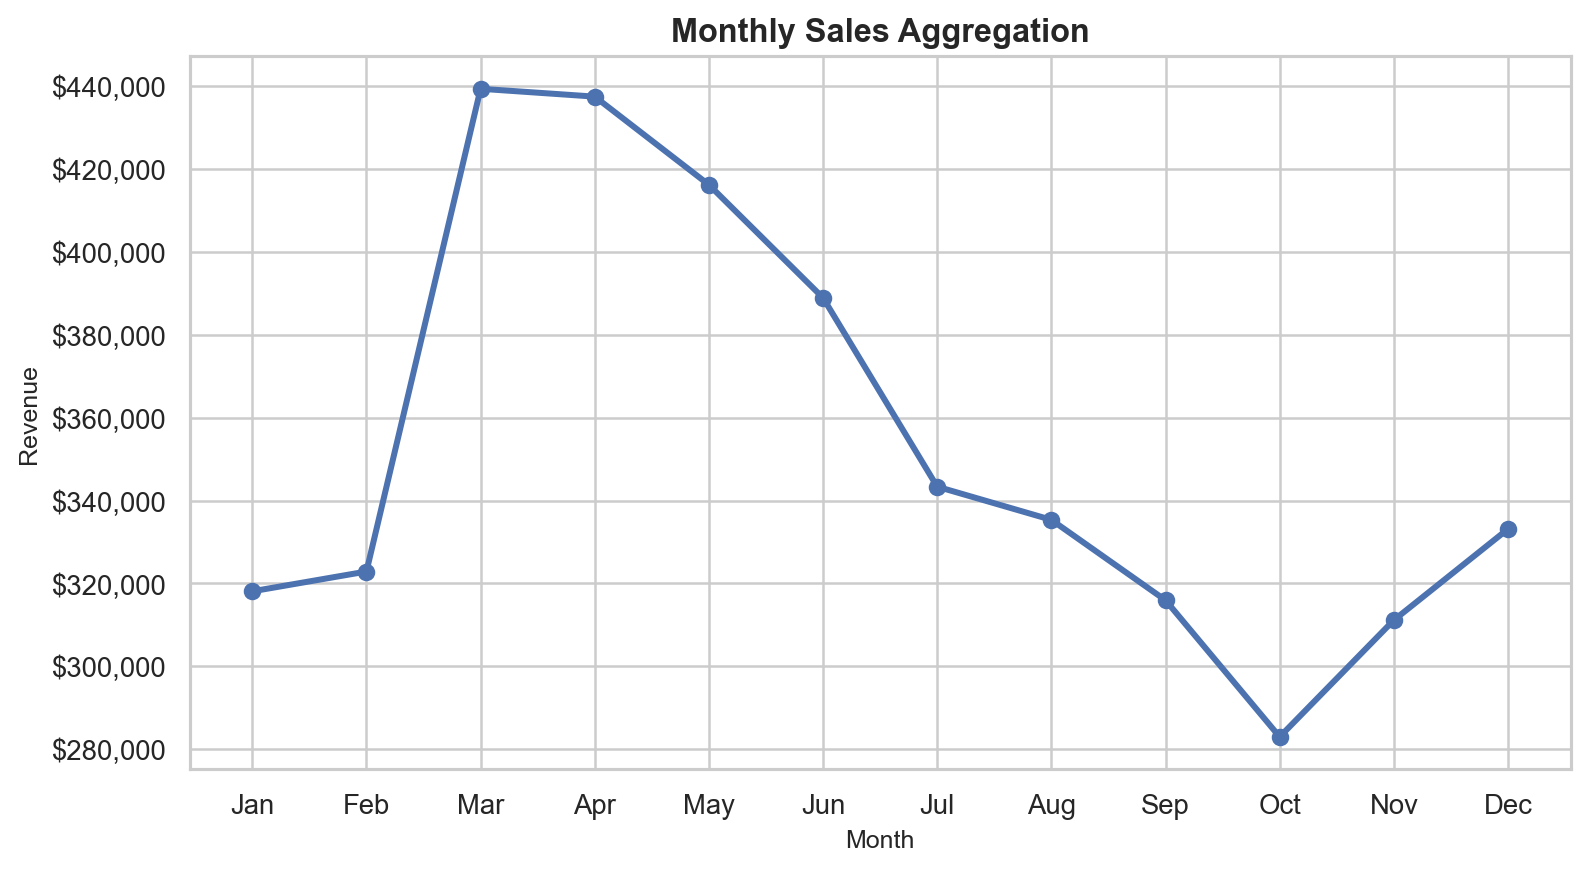 Monthly Sales Aggregation
$440,000
$420,000
$400,000
$380,000
$360,000
$340,000
$320,000
$300,000
$280,000
Revenue
Jan Feb Mar Apr May Jun Jul Aug Sep Oct Nov Dec
Month